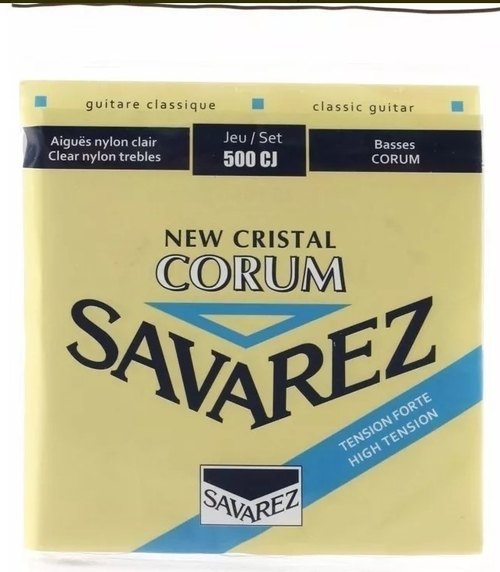 guitare classique classic guitar
Aiguës nylon clair
Clear nylon trebles
Jeu / Set
500 CJ
Basses
CORUM
NEW CRISTAL
CORUM
SAVAREZ
TENSION FORTE
HIGH TENSION
SAVAREZ